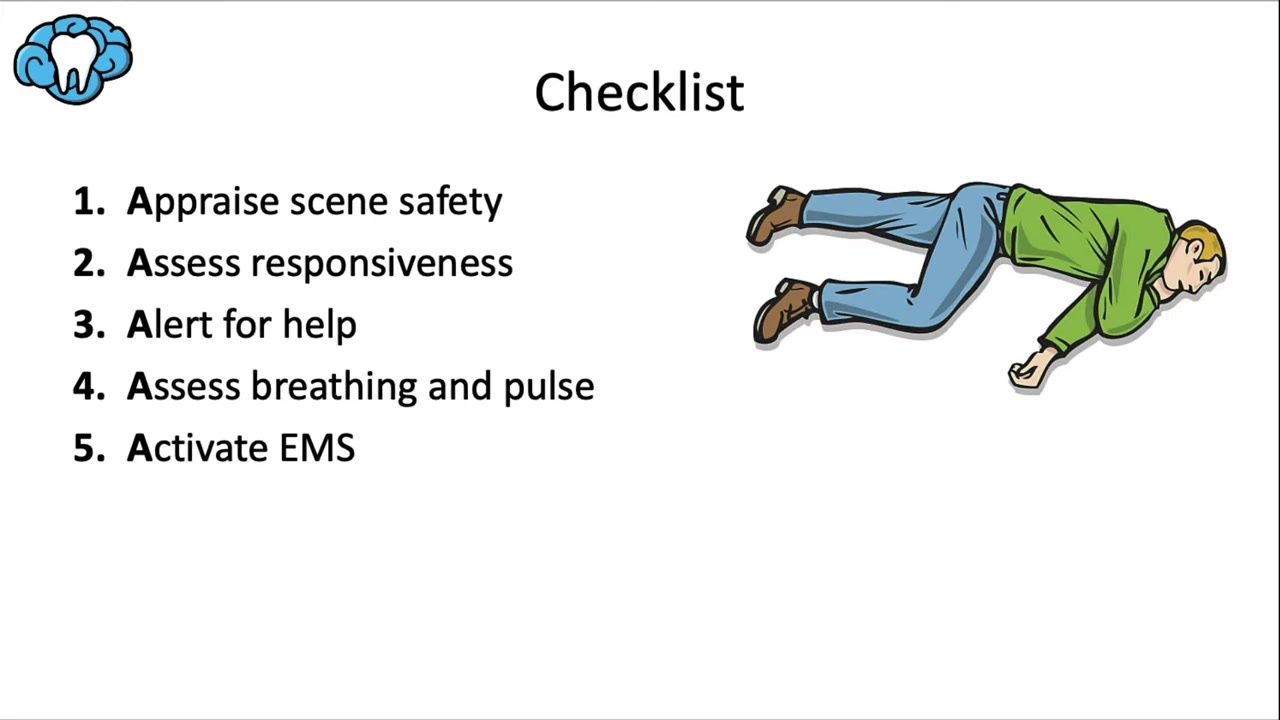 Checklist
1. Appraise scene safety
2. Assess responsiveness
3. Alert for help
4. Assess breathing and pulse
5. Activate EMS